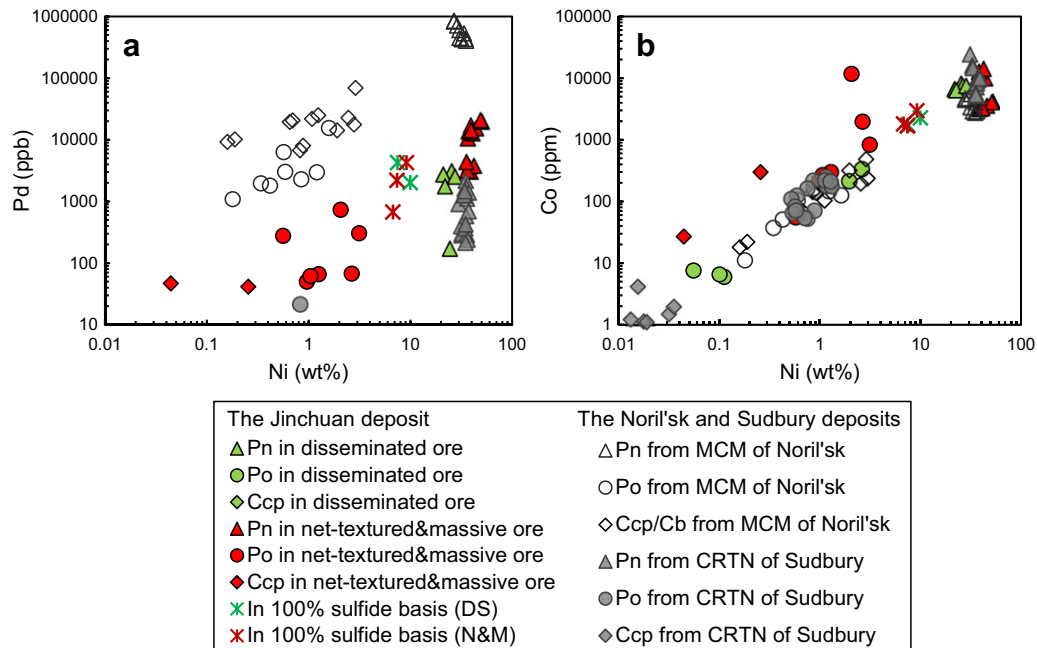 a
1000000
100000
10000
1000
100
10
0.01
0.1
1
10
100
Pd (ppb)
Ni (wt%)
b
100000
10000
1000
100
10
1
0.01
0.1
1
10
100
Co (ppm)
Ni (wt%)
The Jinchuan deposit
Pn in disseminated ore
Po in disseminated ore
Ccp in disseminated ore
Pn in net-textured&massive ore
Po in net-textured&massive ore
Ccp in net-textured&massive ore
In 100% sulfide basis (DS)
In 100% sulfide basis (N&M)
The Noril'sk and Sudbury deposits
Pn from MCM of Noril'sk
Po from MCM of Noril'sk
Ccp/Cb from MCM of Noril'sk
Pn from CRTN of Sudbury
Po from CRTN of Sudbury
Ccp from CRTN of Sudbury